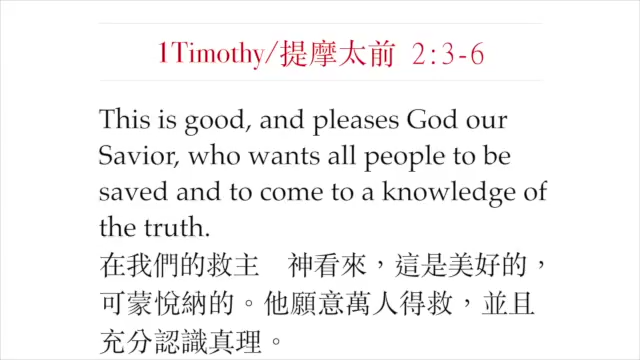 1Timothy/提摩太前 2:3-6
This is good, and pleases God our
Savior, who wants all people to be
saved and to come to a knowledge of
the truth.
在我們的救主　神看來，這是美好的，
可蒙悅納的。他願意萬人得救，並且
充分認識真理。